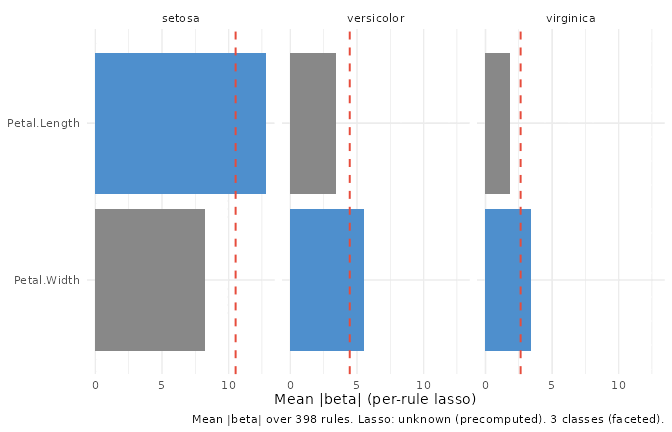 setosa versicolor virginica
Petal.Length
Petal.Width
0 5 10 0 5 10 0 5 10
Mean |beta| (per-rule lasso)
Mean |beta| over 398 rules. Lasso: unknown (precomputed). 3 classes (faceted).